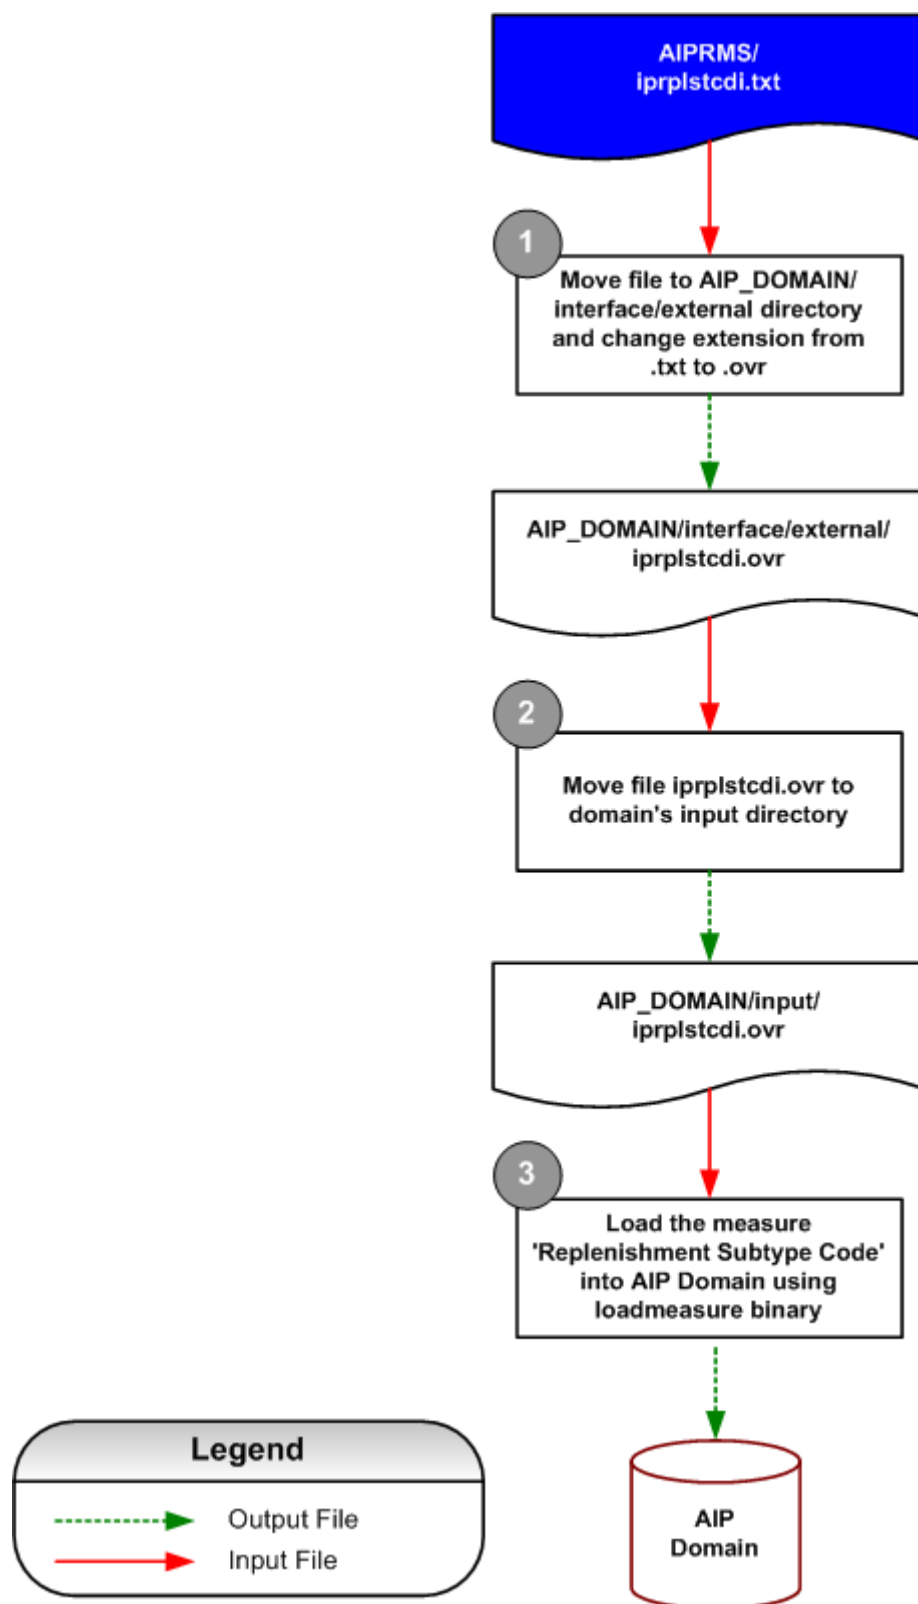 AIPRMS/
iprplstcdi.txt
1
Move file to AIP_DOMAIN/
interface/external directory
and change extension from
.txt to .ovr
AIP_DOMAIN/interface/external/
iprplstcdi.ovr
2
Move file iprplstcdi.ovr to
domain's input directory
AIP_DOMAIN/input/
iprplstcdi.ovr
3
Load the measure
'Replenishment Subtype Code'
into AIP Domain using
loadmeasure binary
AIP
Domain
Legend
Output File
Input File